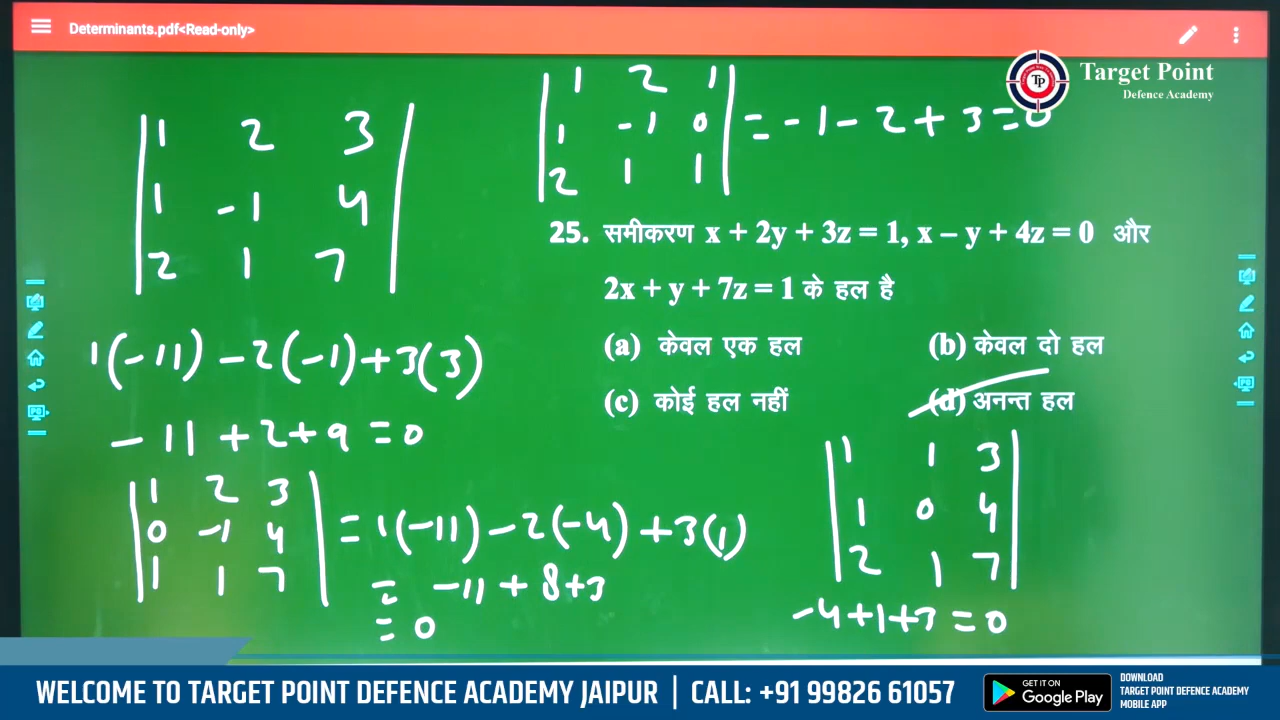 Determinants.pdf<Read-only>
Target Point
Defence Academy
TP
1 2 3
1 -1 4
2 1 7
1(-11) -2(-1)+3(3)
-11 +2+9 =0
1 2 3
0 -1 4
1 1 7
= 1(-11) -2(-4) +3(1)
= -11 + 8+3
= 0
1 2 1
1 -1 0
2 1 1
= -1 - 2 + 3 = 0
25. समीकरण x + 2y + 3z = 1, x – y + 4z = 0 और
2x + y + 7z = 1 के हल है
(a) केवल एक हल
(b) केवल दो हल
(c) कोई हल नहीं
(d) अनन्त हल
1 1 3
1 0 4
2 1 7
-4+1+3 =0
WELCOME TO TARGET POINT DEFENCE ACADEMY JAIPUR | CALL: +91 99826 61057
GET IT ON
Google Play
DOWNLOAD
TARGET POINT DEFENCE ACADEMY
MOBILE APP